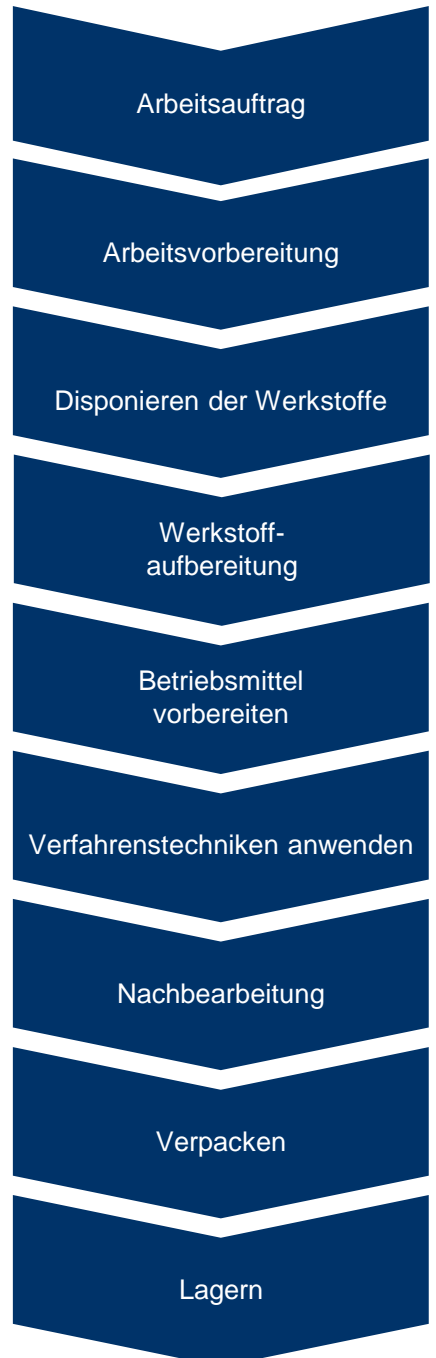 Arbeitsauftrag
Arbeitsvorbereitung
Disponieren der Werkstoffe
Werkstoff-
aufbereitung
Betriebsmittel
vorbereiten
Verfahrenstechniken anwenden
Nachbearbeitung
Verpacken
Lagern